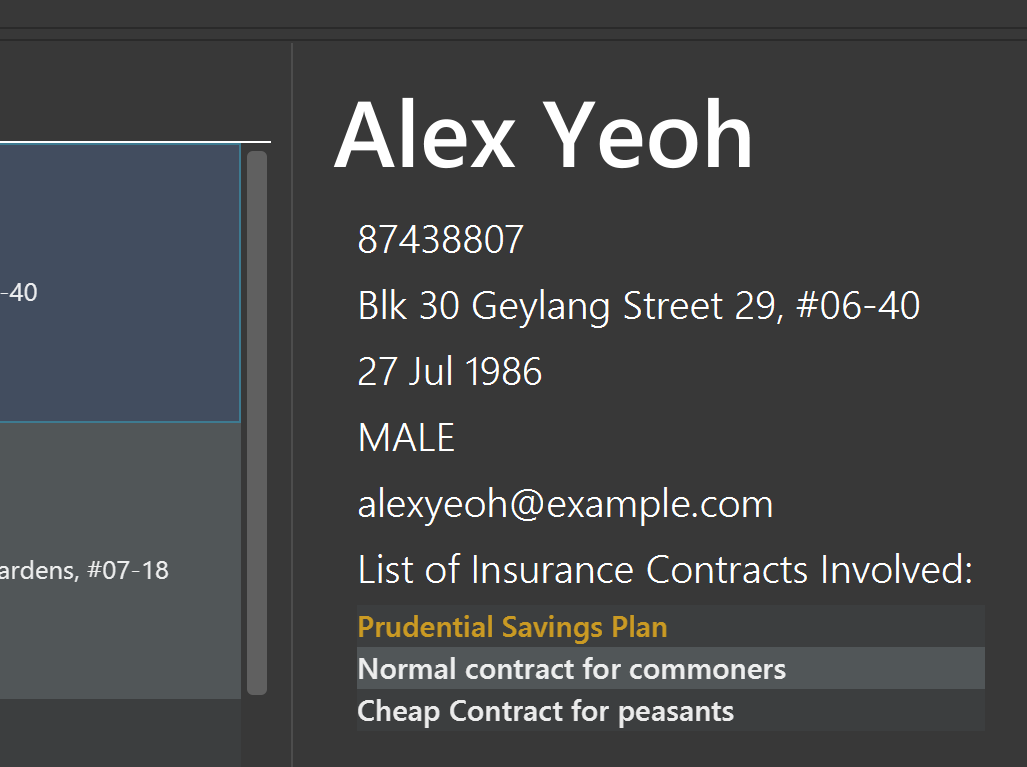 Alex Yeoh
87438807
-40
Blk 30 Geylang Street 29, #06-40
27 Jul 1986
MALE
alexyeoh@example.com
ardens, #07-18
List of Insurance Contracts Involved:
Prudential Savings Plan
Normal contract for commoners
Cheap Contract for peasants